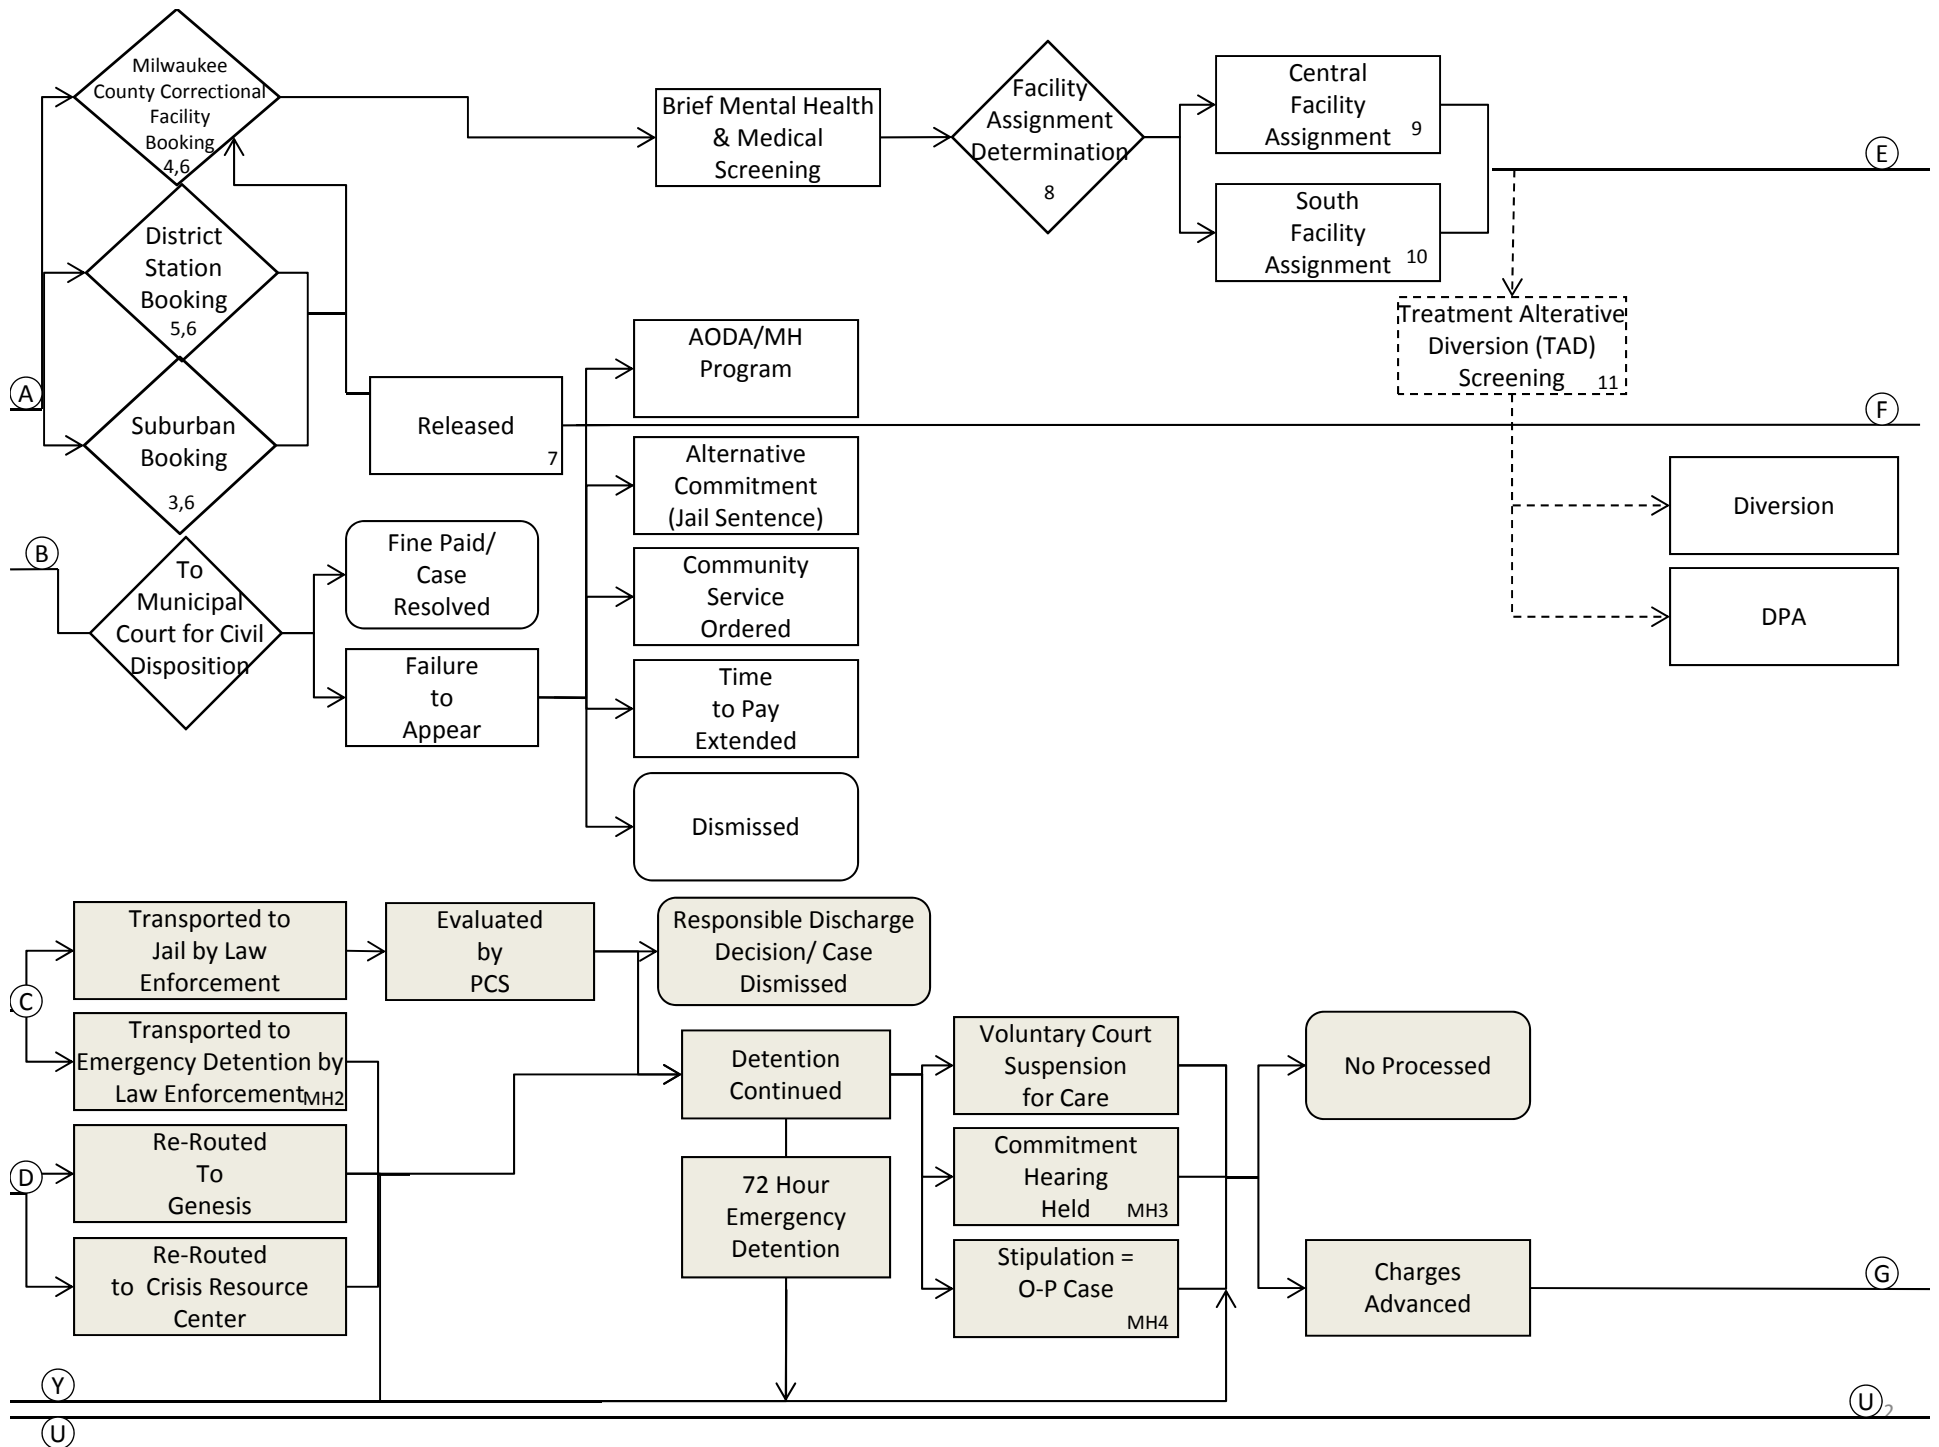 Milwaukee
County Correctional
Facility
Booking
4,6
Brief Mental Health
& Medical
Screening
Facility
Assignment
Determination
8
Central
Facility
Assignment
9
South
Facility
Assignment
10
E
District
Station
Booking
5,6
Treatment Alterative
Diversion (TAD)
Screening
11
A
Suburban
Booking
3,6
Released
7
AODA/MH
Program
F
Alternative
Commitment
(Jail Sentence)
Diversion
B
To
Municipal
Court for Civil
Disposition
Fine Paid/
Case
Resolved
Community
Service
Ordered
DPA
Failure
to
Appear
Time
to Pay
Extended
Dismissed
C
Transported to
Jail by Law
Enforcement
Evaluated
by
PCS
Responsible Discharge
Decision/ Case
Dismissed
Transported to
Emergency Detention by
Law Enforcement
MH2
Detention
Continued
Voluntary Court
Suspension
for Care
No Processed
D
Re-Routed
To
Genesis
72 Hour
Emergency
Detention
Commitment
Hearing
Held
MH3
Re-Routed
to  Crisis Resource
Center
Stipulation =
O-P Case
MH4
Charges
Advanced
G
Y
U
U
2